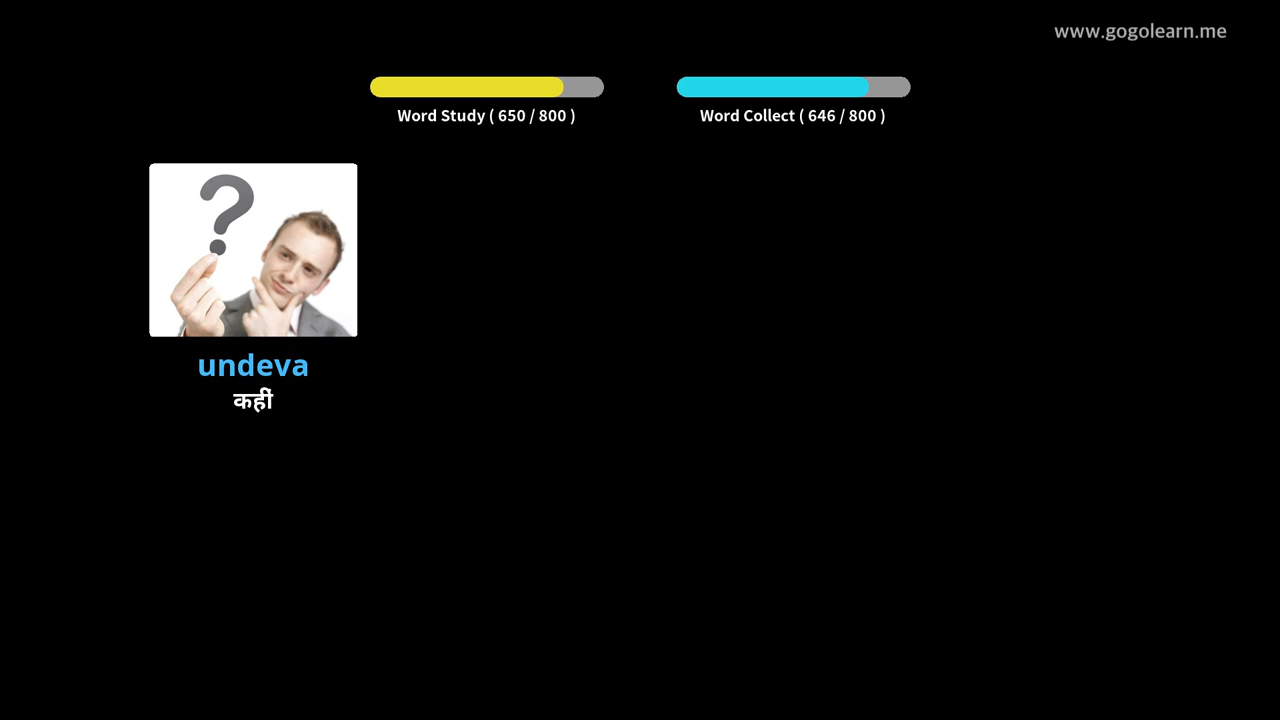 www.gogolearn.me
Word Study ( 650 / 800 )
Word Collect ( 646 / 800 )
?
undeva
कहीं